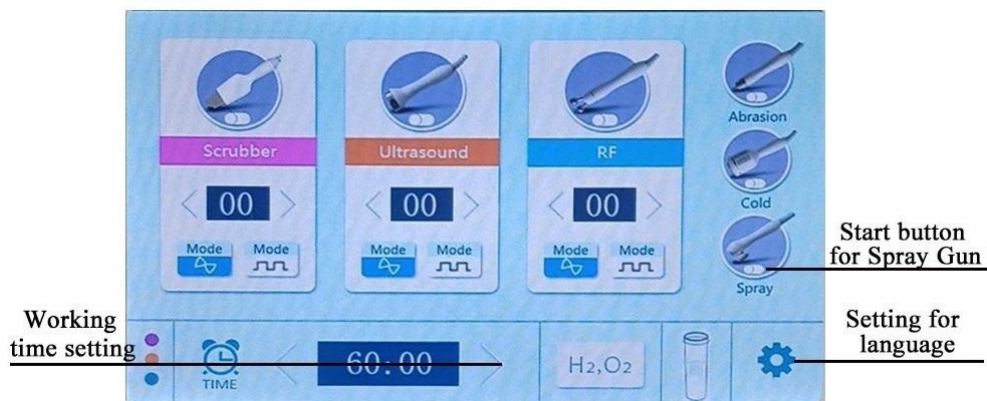 Scrubber
Ultrasound
RF
00
00
00
Mode
Mode
Mode
Mode
Mode
Mode
Abrasion
Cold
Spray
Start button
for Spray Gun
Working
time setting
TIME
60:00
H2,O2
Setting for
language